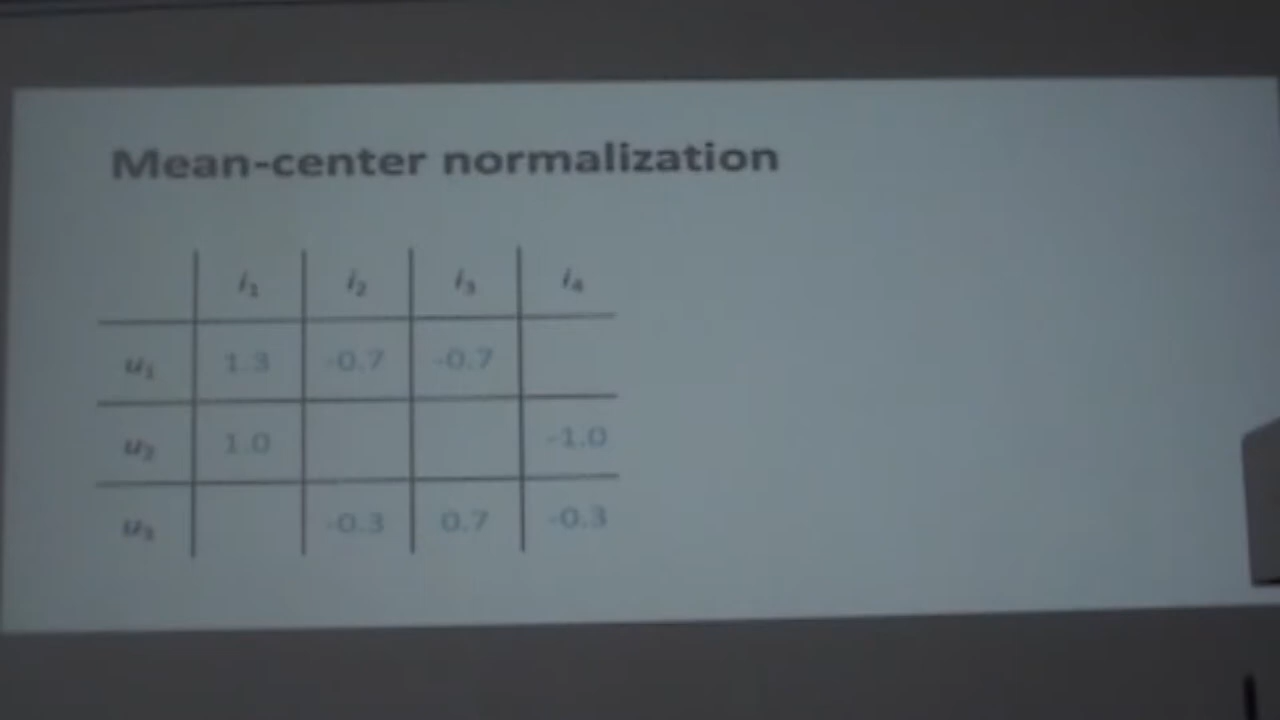 Mean-center normalization
i₁ i₂ i₃ i₄
u₁ 1.3 -0.7 -0.7
u₂ 1.0 -1.0
u₃ -0.3 0.7 -0.3